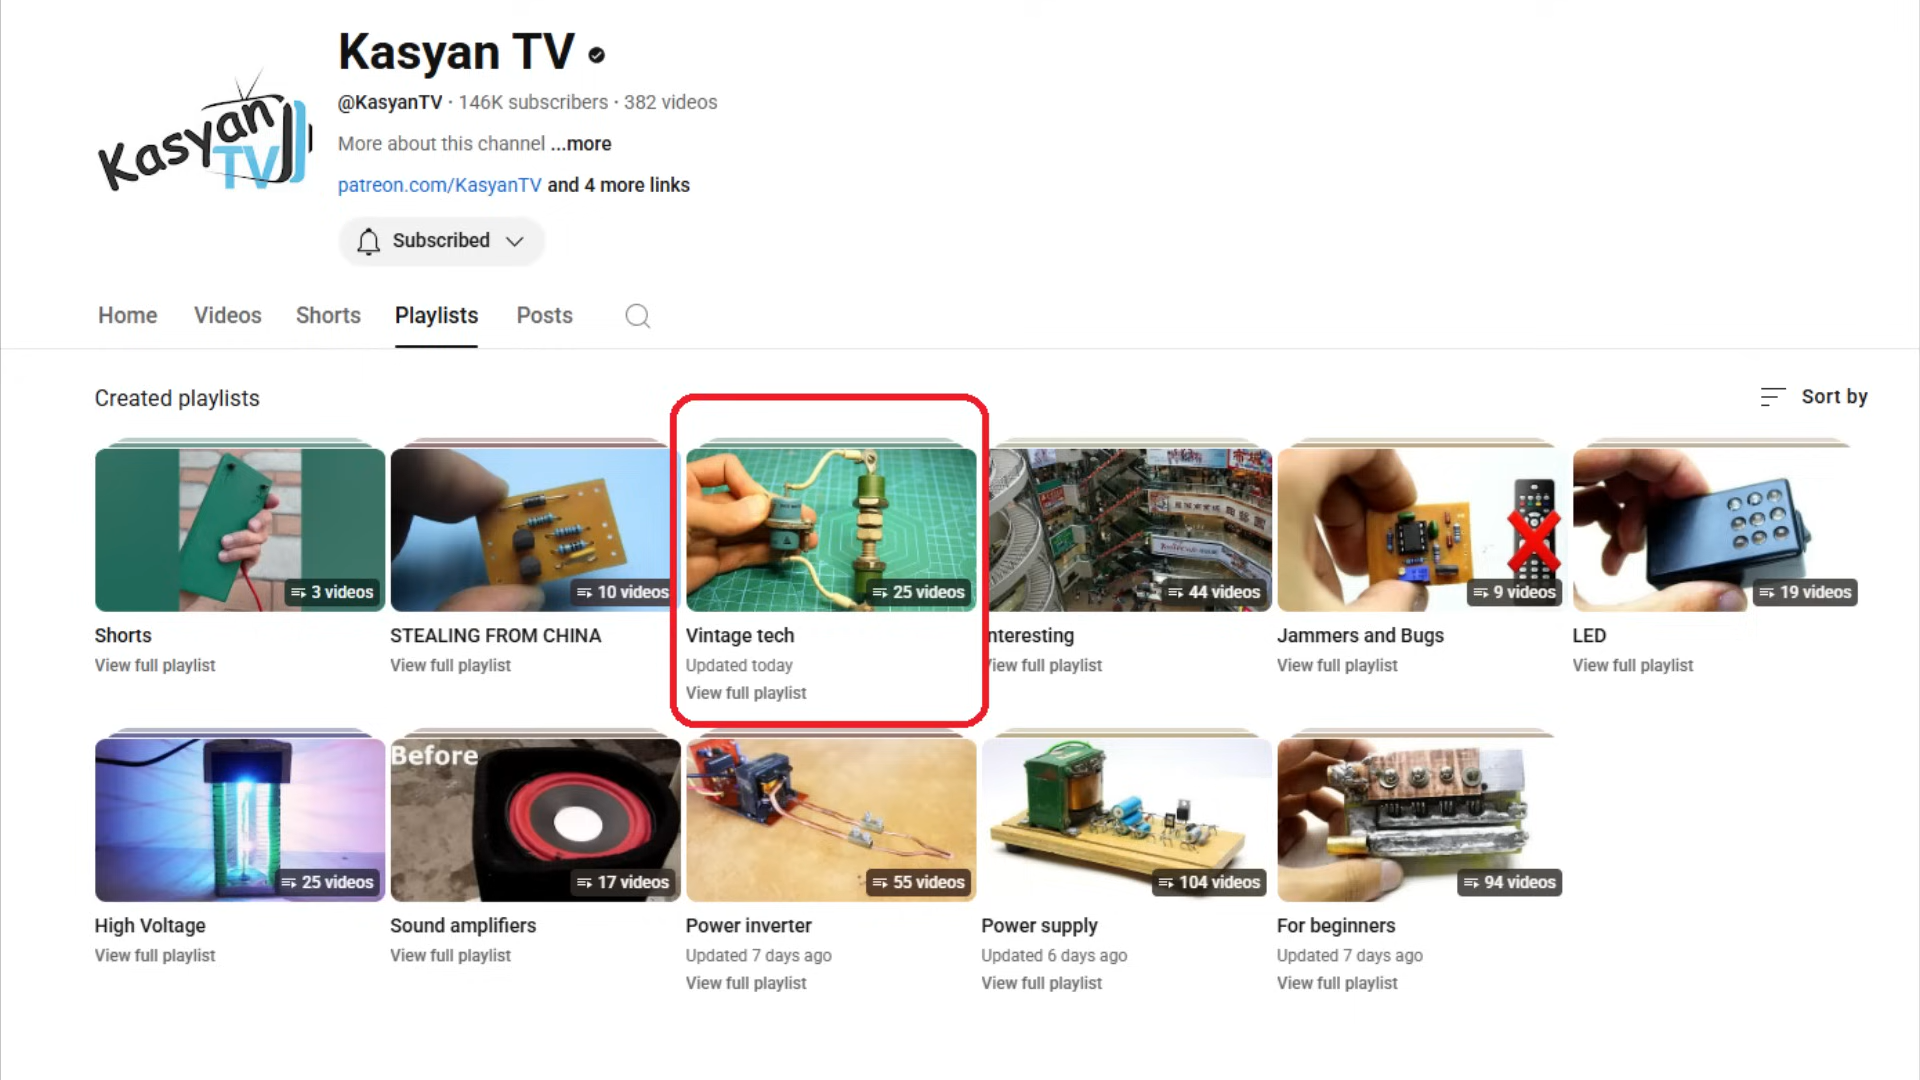 Kasyan TV
@KasyanTV · 146K subscribers · 382 videos
More about this channel ...more
patreon.com/KasyanTV and 4 more links
Subscribed
Kasyan
TV
Home Videos Shorts Playlists Posts
Created playlists
Sort by
3 videos
10 videos
25 videos
44 videos
9 videos
19 videos
Shorts
View full playlist
STEALING FROM CHINA
View full playlist
Vintage tech
Updated today
View full playlist
nteresting
View full playlist
Jammers and Bugs
View full playlist
LED
View full playlist
Before
25 videos
17 videos
55 videos
104 videos
94 videos
High Voltage
View full playlist
Sound amplifiers
View full playlist
Power inverter
Updated 7 days ago
View full playlist
Power supply
Updated 6 days ago
View full playlist
For beginners
Updated 7 days ago
View full playlist